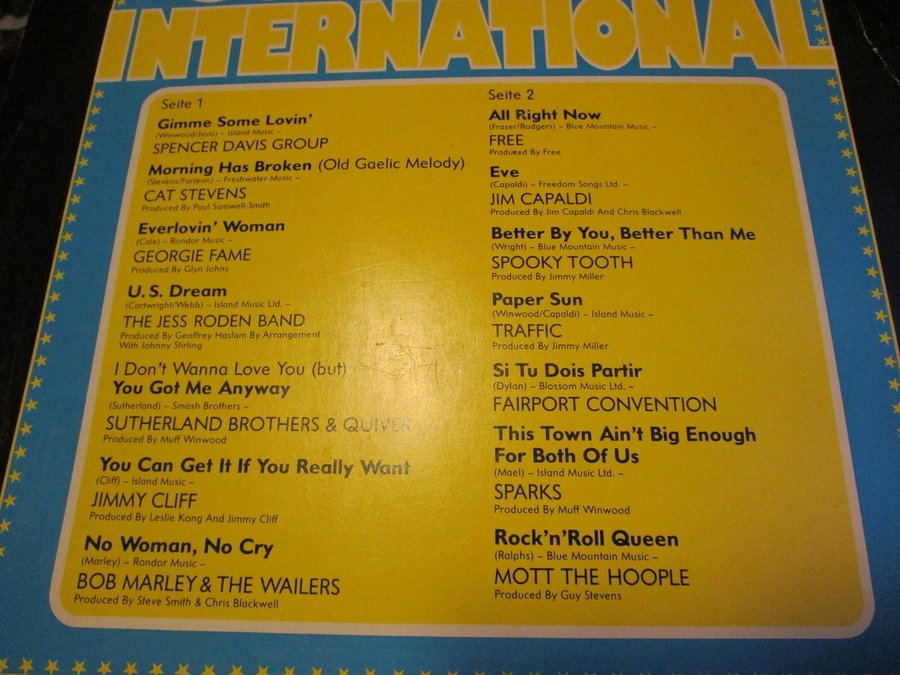 INTERNATIONAL
Seite 1
Gimme Some Lovin'
(Winwood/Javis) – Island Music –
SPENCER DAVIS GROUP
Morning Has Broken (Old Gaelic Melody)
(Stevens/Farjean) – Freshwater Music –
CAT STEVENS
Produced By Paul Samwell-Smith
Everlovin' Woman
(Cale) – Rondor Music –
GEORGIE FAME
Produced By Glyn Johns
U.S. Dream
(Cartwright/Webb) – Island Music Ltd. –
THE JESS RODEN BAND
Produced By Geoffrey Haslam By Arrangement
With Johnny Stirling
I Don't Wanna Love You (but)
You Got Me Anyway
(Sutherland) – Smash Brothers –
SUTHERLAND BROTHERS & QUIVER
Produced By Muff Winwood
You Can Get It If You Really Want
(Cliff) – Island Music –
JIMMY CLIFF
Produced By Leslie Kong And Jimmy Cliff
No Woman, No Cry
(Marley) – Rondor Music –
BOB MARLEY & THE WAILERS
Produced By Steve Smith & Chris Blackwell
Seite 2
All Right Now
(Fraser/Rodgers) – Blue Mountain Music –
FREE
Produced By Free
Eve
(Capaldi) – Freedom Songs Ltd. –
JIM CAPALDI
Produced By Jim Capaldi And Chris Blackwell
Better By You, Better Than Me
(Wright) – Blue Mountain Music –
SPOOKY TOOTH
Produced By Jimmy Miller
Paper Sun
(Winwood/Capaldi) – Island Music –
TRAFFIC
Produced By Jimmy Miller
Si Tu Dois Partir
(Dylan) – Blossom Music Ltd. –
FAIRPORT CONVENTION
This Town Ain't Big Enough
For Both Of Us
(Mael) – Island Music Ltd. –
SPARKS
Produced By Muff Winwood
Rock'n'Roll Queen
(Ralphs) – Blue Mountain Music –
MOTT THE HOOPLE
Produced By Guy Stevens